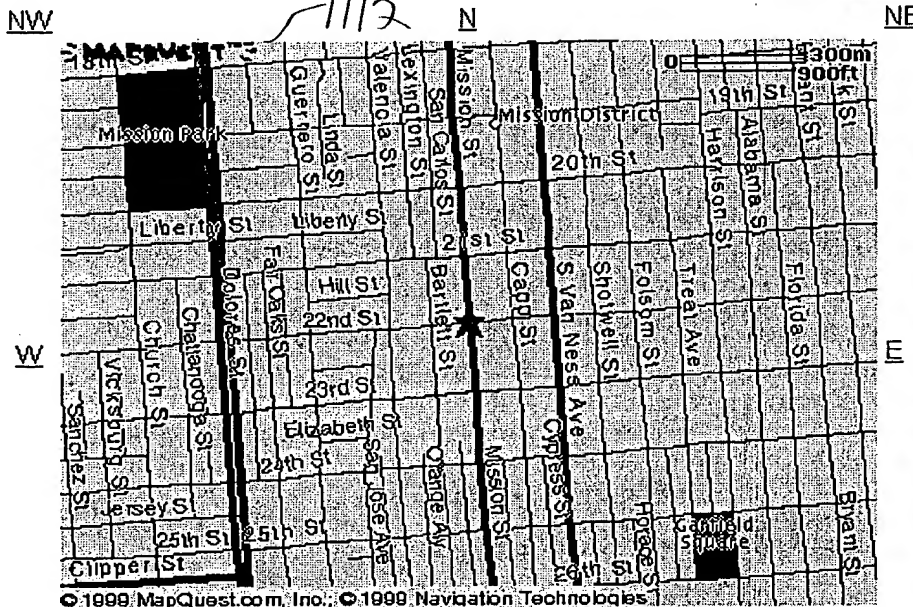 NW
1112
N
NE
MAPQUEST
18th St
0 300m
900ft
Guerrero St
Linda St
Valencia St
Lexington St
San Carlos St
Mission St
Mission District
19th St
Harrison St
Alabama St
Mission Park
20th St
Liberty St
Liberty St
21st St
Dolores St
Fair Oaks St
Hill St
Bartlett St
Capp St
S Van Ness Ave
Shotwell St
Folsom St
Treat Ave
Florida St
22nd St
W
E
Church St
Chattanooga St
Vicksburg St
Sanchez St
23rd St
Elizabeth St
24th St
San Jose Ave
Orange Aly
Mission St
Cypress St
Jersey St
25th St
25th St
Horace St
Garfield
Square
Bryant St
Clipper St
26th St
© 1999 MapQuest.com, Inc.; © 1999 Navigation Technologies